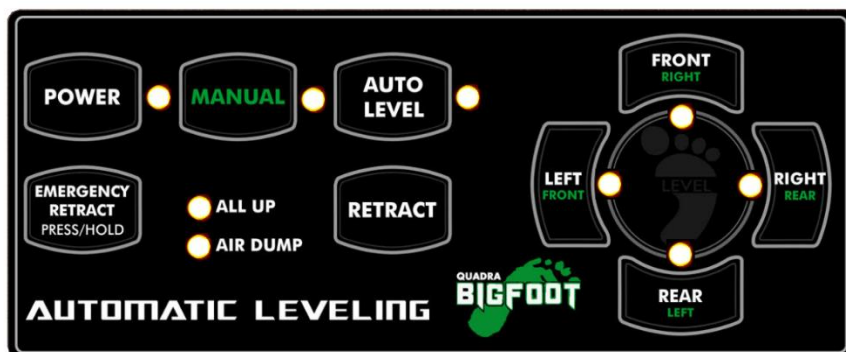 POWER
MANUAL
AUTO
LEVEL
EMERGENCY
RETRACT
PRESS/HOLD
ALL UP
AIR DUMP
RETRACT
FRONT
RIGHT
LEFT
FRONT
LEVEL
RIGHT
REAR
REAR
LEFT
AUTOMATIC LEVELING
QUADRA
BIGFOOT